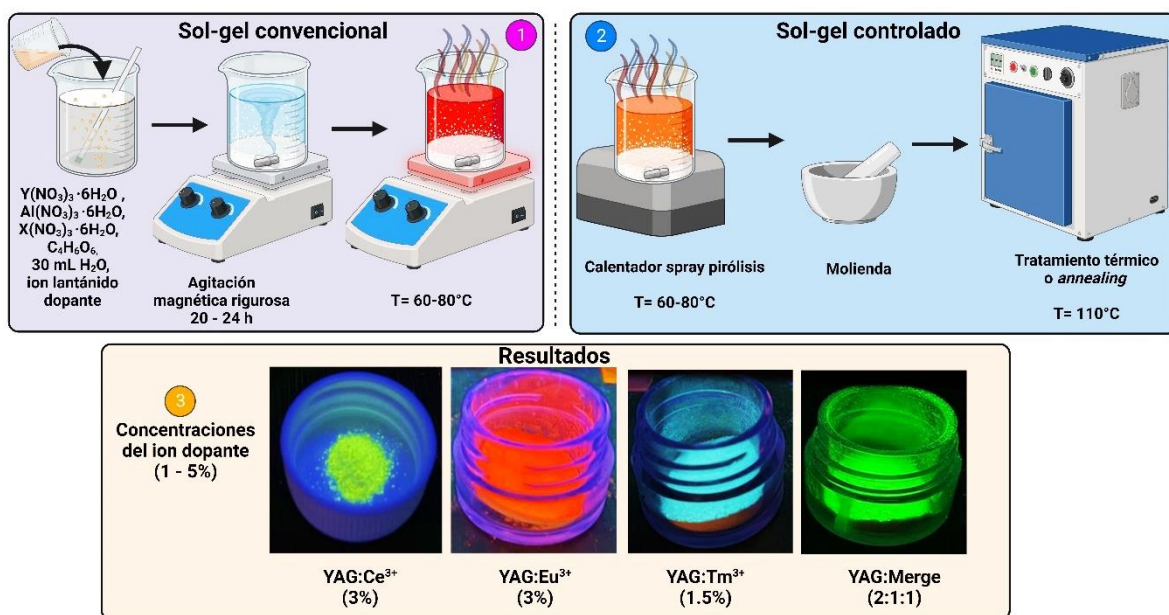 Sol-gel convencional
1
Y(NO₃)₃·6H₂O ,
Al(NO₃)₃·6H₂O,
X(NO₃)₃·6H₂O,
C₄H₆O₆,
30 mL H₂O,
ion lantánido
dopante
Agitación
magnética rigurosa
20 - 24 h
T= 60-80°C
2
Sol-gel controlado
Calentador spray pirólisis
T= 60-80°C
Molienda
Tratamiento térmico
o annealing
T= 110°C
Resultados
3
Concentraciones
del ion dopante
(1 - 5%)
YAG:Ce³⁺
(3%)
YAG:Eu³⁺
(3%)
YAG:Tm³⁺
(1.5%)
YAG:Merge
(2:1:1)